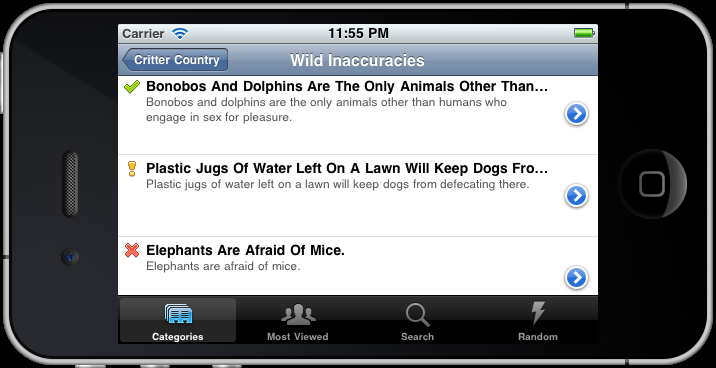 Carrier 11:55 PM
Critter Country Wild Inaccuracies
Bonobos And Dolphins Are The Only Animals Other Than...
Bonobos and dolphins are the only animals other than humans who
engage in sex for pleasure.
Plastic Jugs Of Water Left On A Lawn Will Keep Dogs Fro...
Plastic jugs of water left on a lawn will keep dogs from defecating there.
Elephants Are Afraid Of Mice.
Elephants are afraid of mice.
Categories Most Viewed Search Random